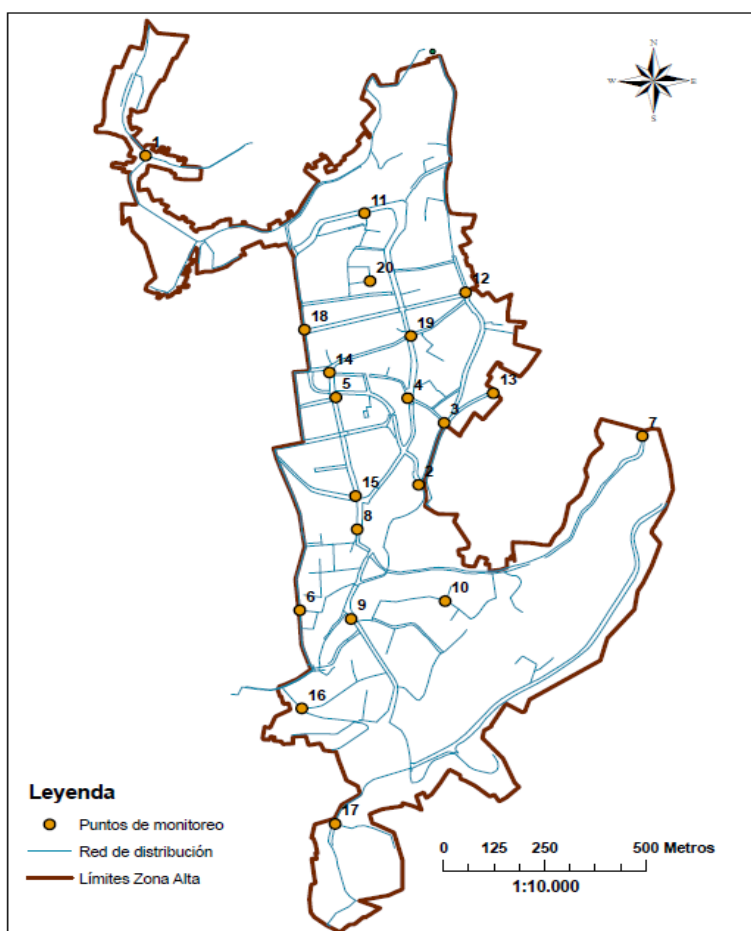 N
W E
S
1
11
20
12
18
19
14
5
4
13
3
7
2
15
8
10
6
9
16
17
Leyenda
Puntos de monitoreo
Red de distribución
Límites Zona Alta
0 125 250 500 Metros
1:10.000